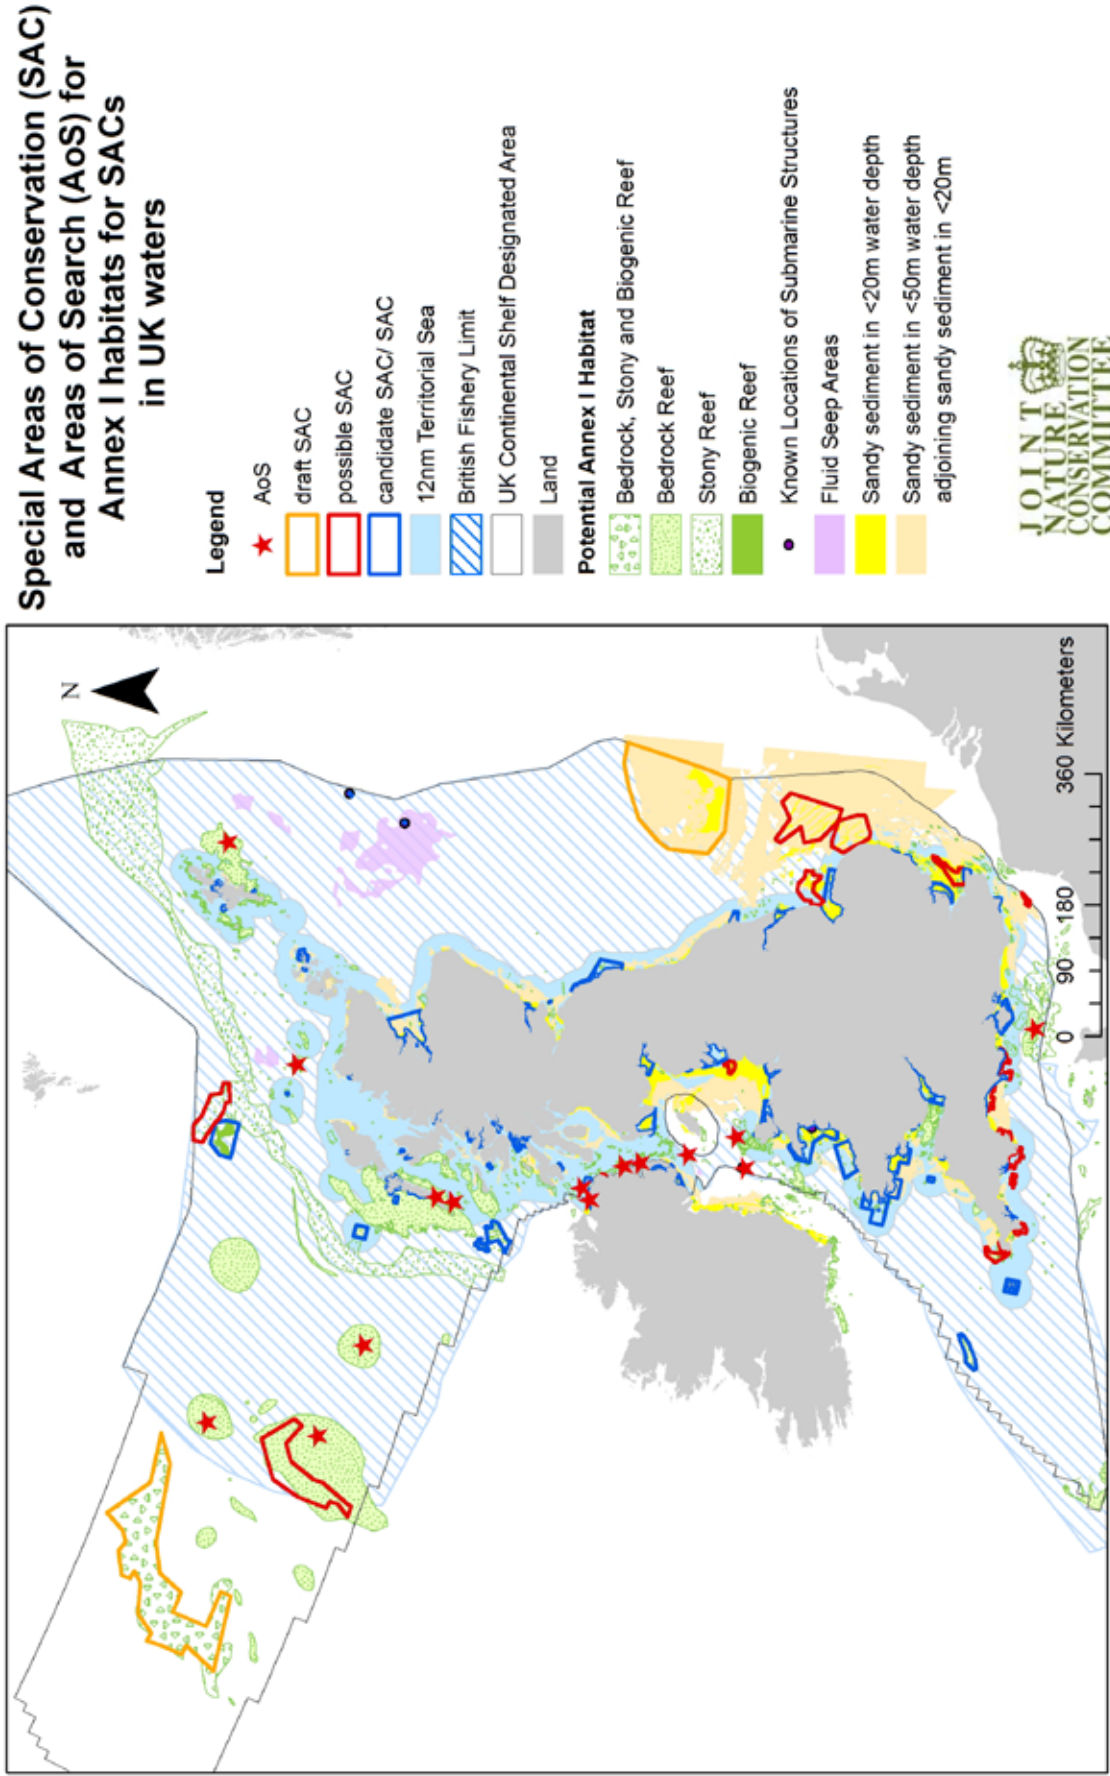 Special Areas of Conservation (SAC)
and Areas of Search (AoS) for
Annex I habitats for SACs
in UK waters
Legend
AoS
draft SAC
possible SAC
candidate SAC/ SAC
12nm Territorial Sea
British Fishery Limit
UK Continental Shelf Designated Area
Land
Potential Annex I Habitat
Bedrock, Stony and Biogenic Reef
Bedrock Reef
Stony Reef
Biogenic Reef
Known Locations of Submarine Structures
Fluid Seep Areas
Sandy sediment in <20m water depth
Sandy sediment in <50m water depth
adjoining sandy sediment in <20m
JOINT
NATURE
CONSERVATION
COMMITTEE
N
0 90 180 360 Kilometers